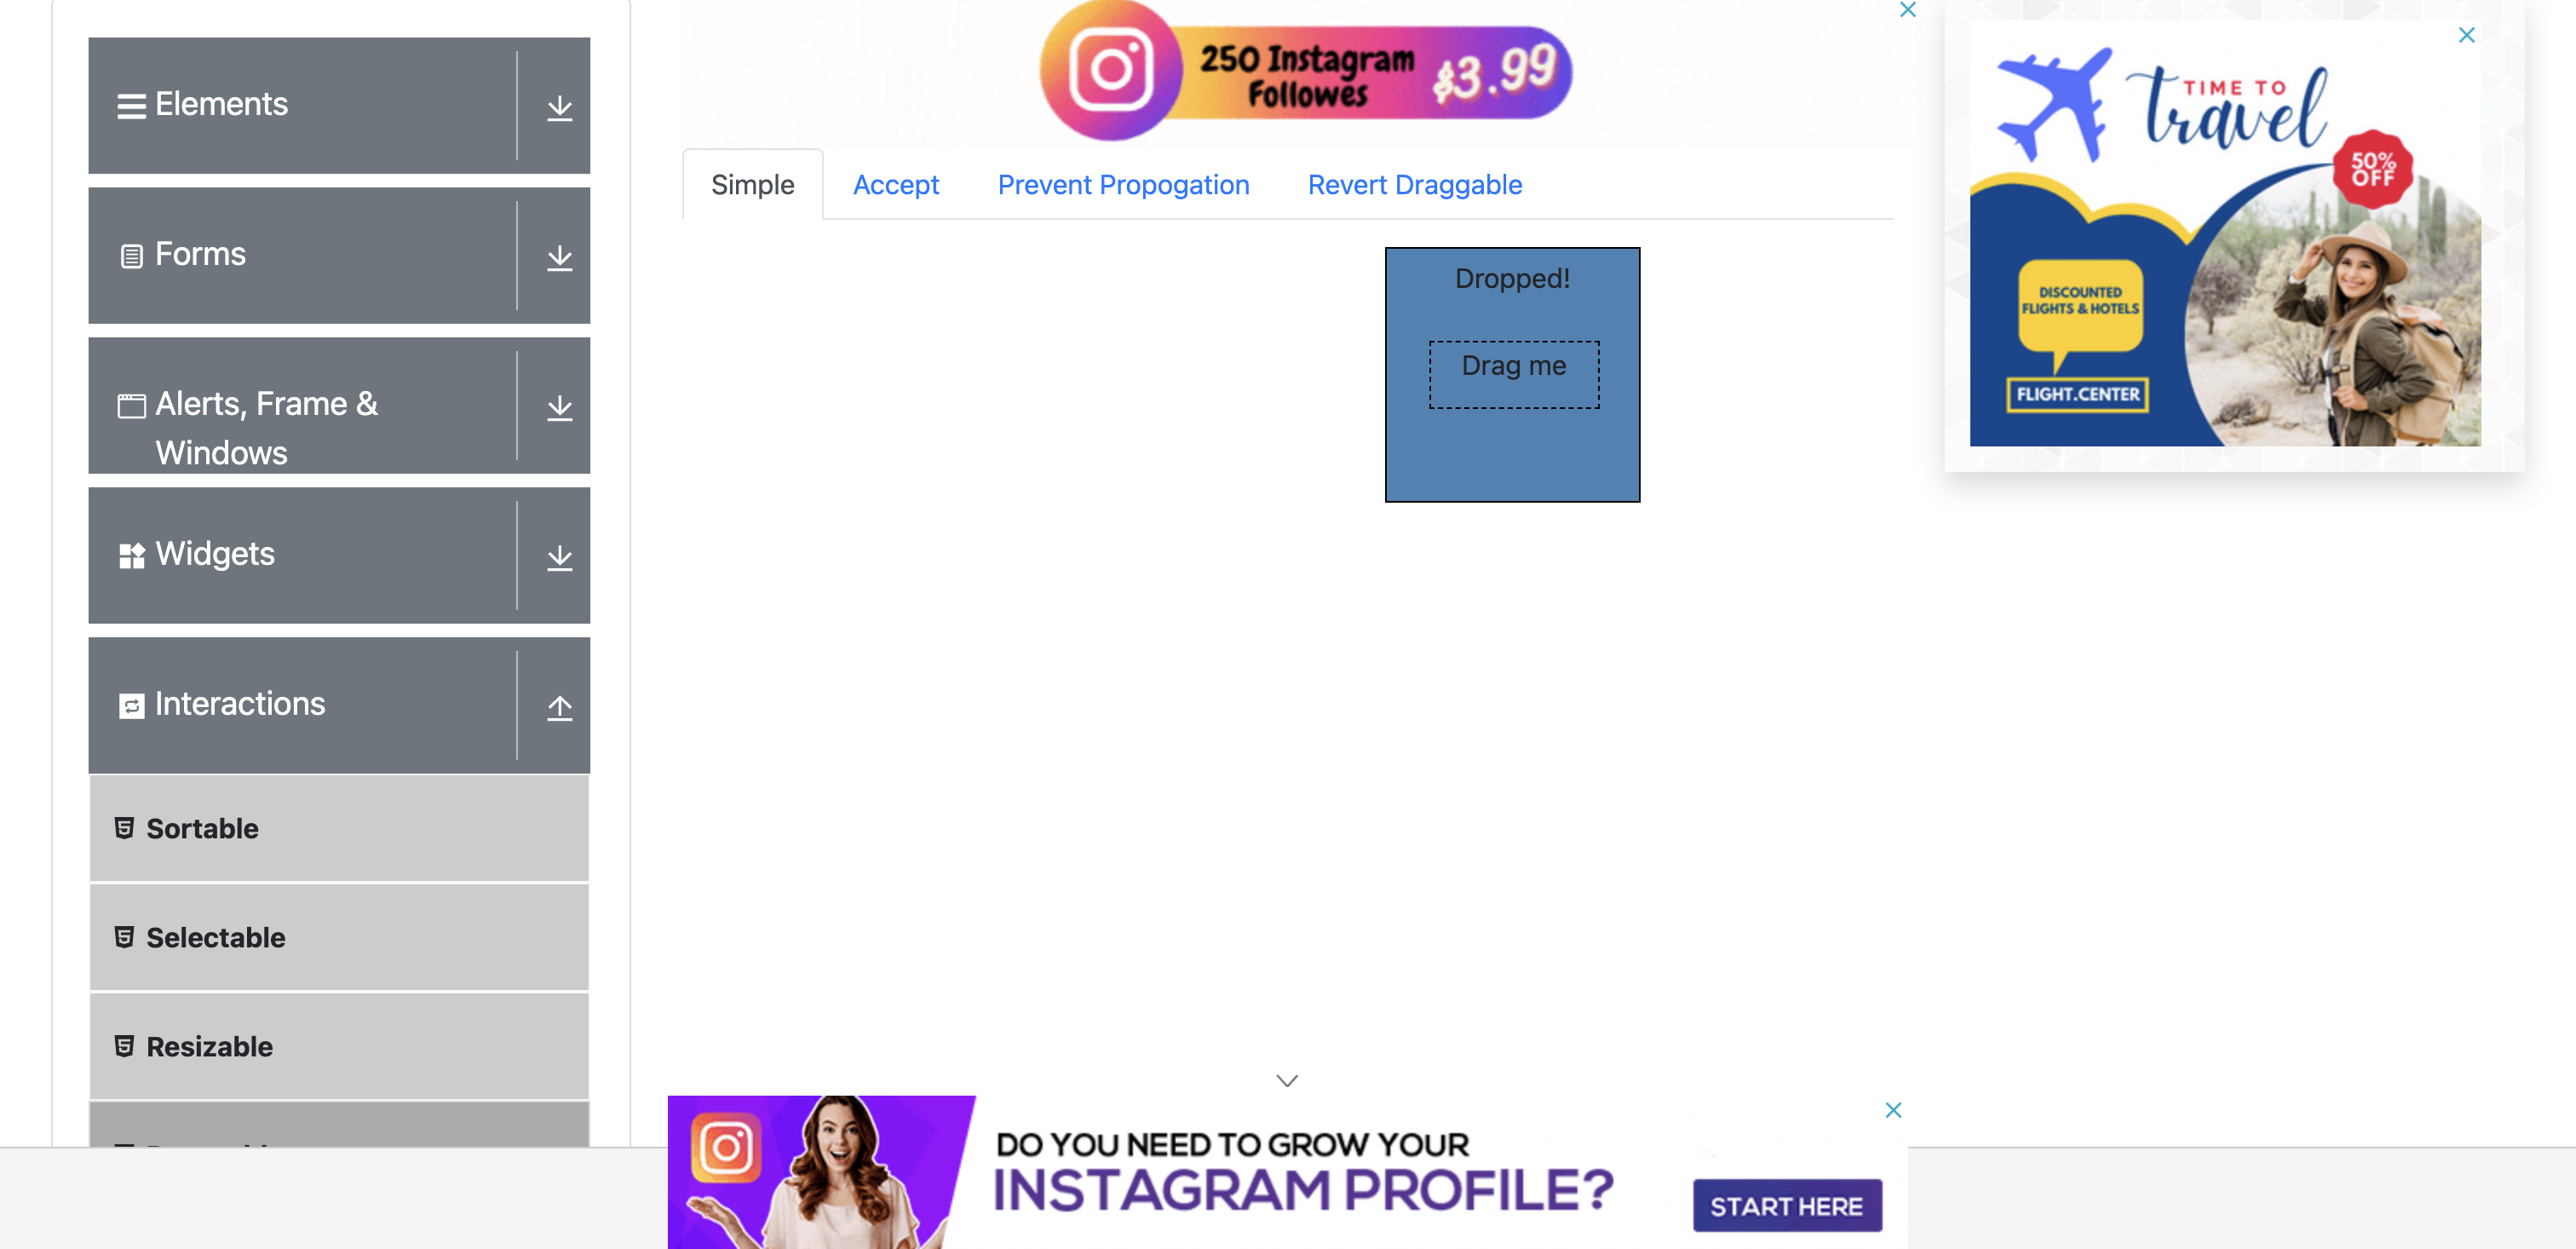 Elements
Forms
Alerts, Frame &
Windows
Widgets
Interactions
Sortable
Selectable
Resizable
250 Instagram
Followes
$3.99
Simple
Accept
Prevent Propogation
Revert Draggable
Dropped!
Drag me
TIME TO
travel
50%
OFF
DISCOUNTED
FLIGHTS & HOTELS
FLIGHT.CENTER
DO YOU NEED TO GROW YOUR
INSTAGRAM PROFILE?
START HERE